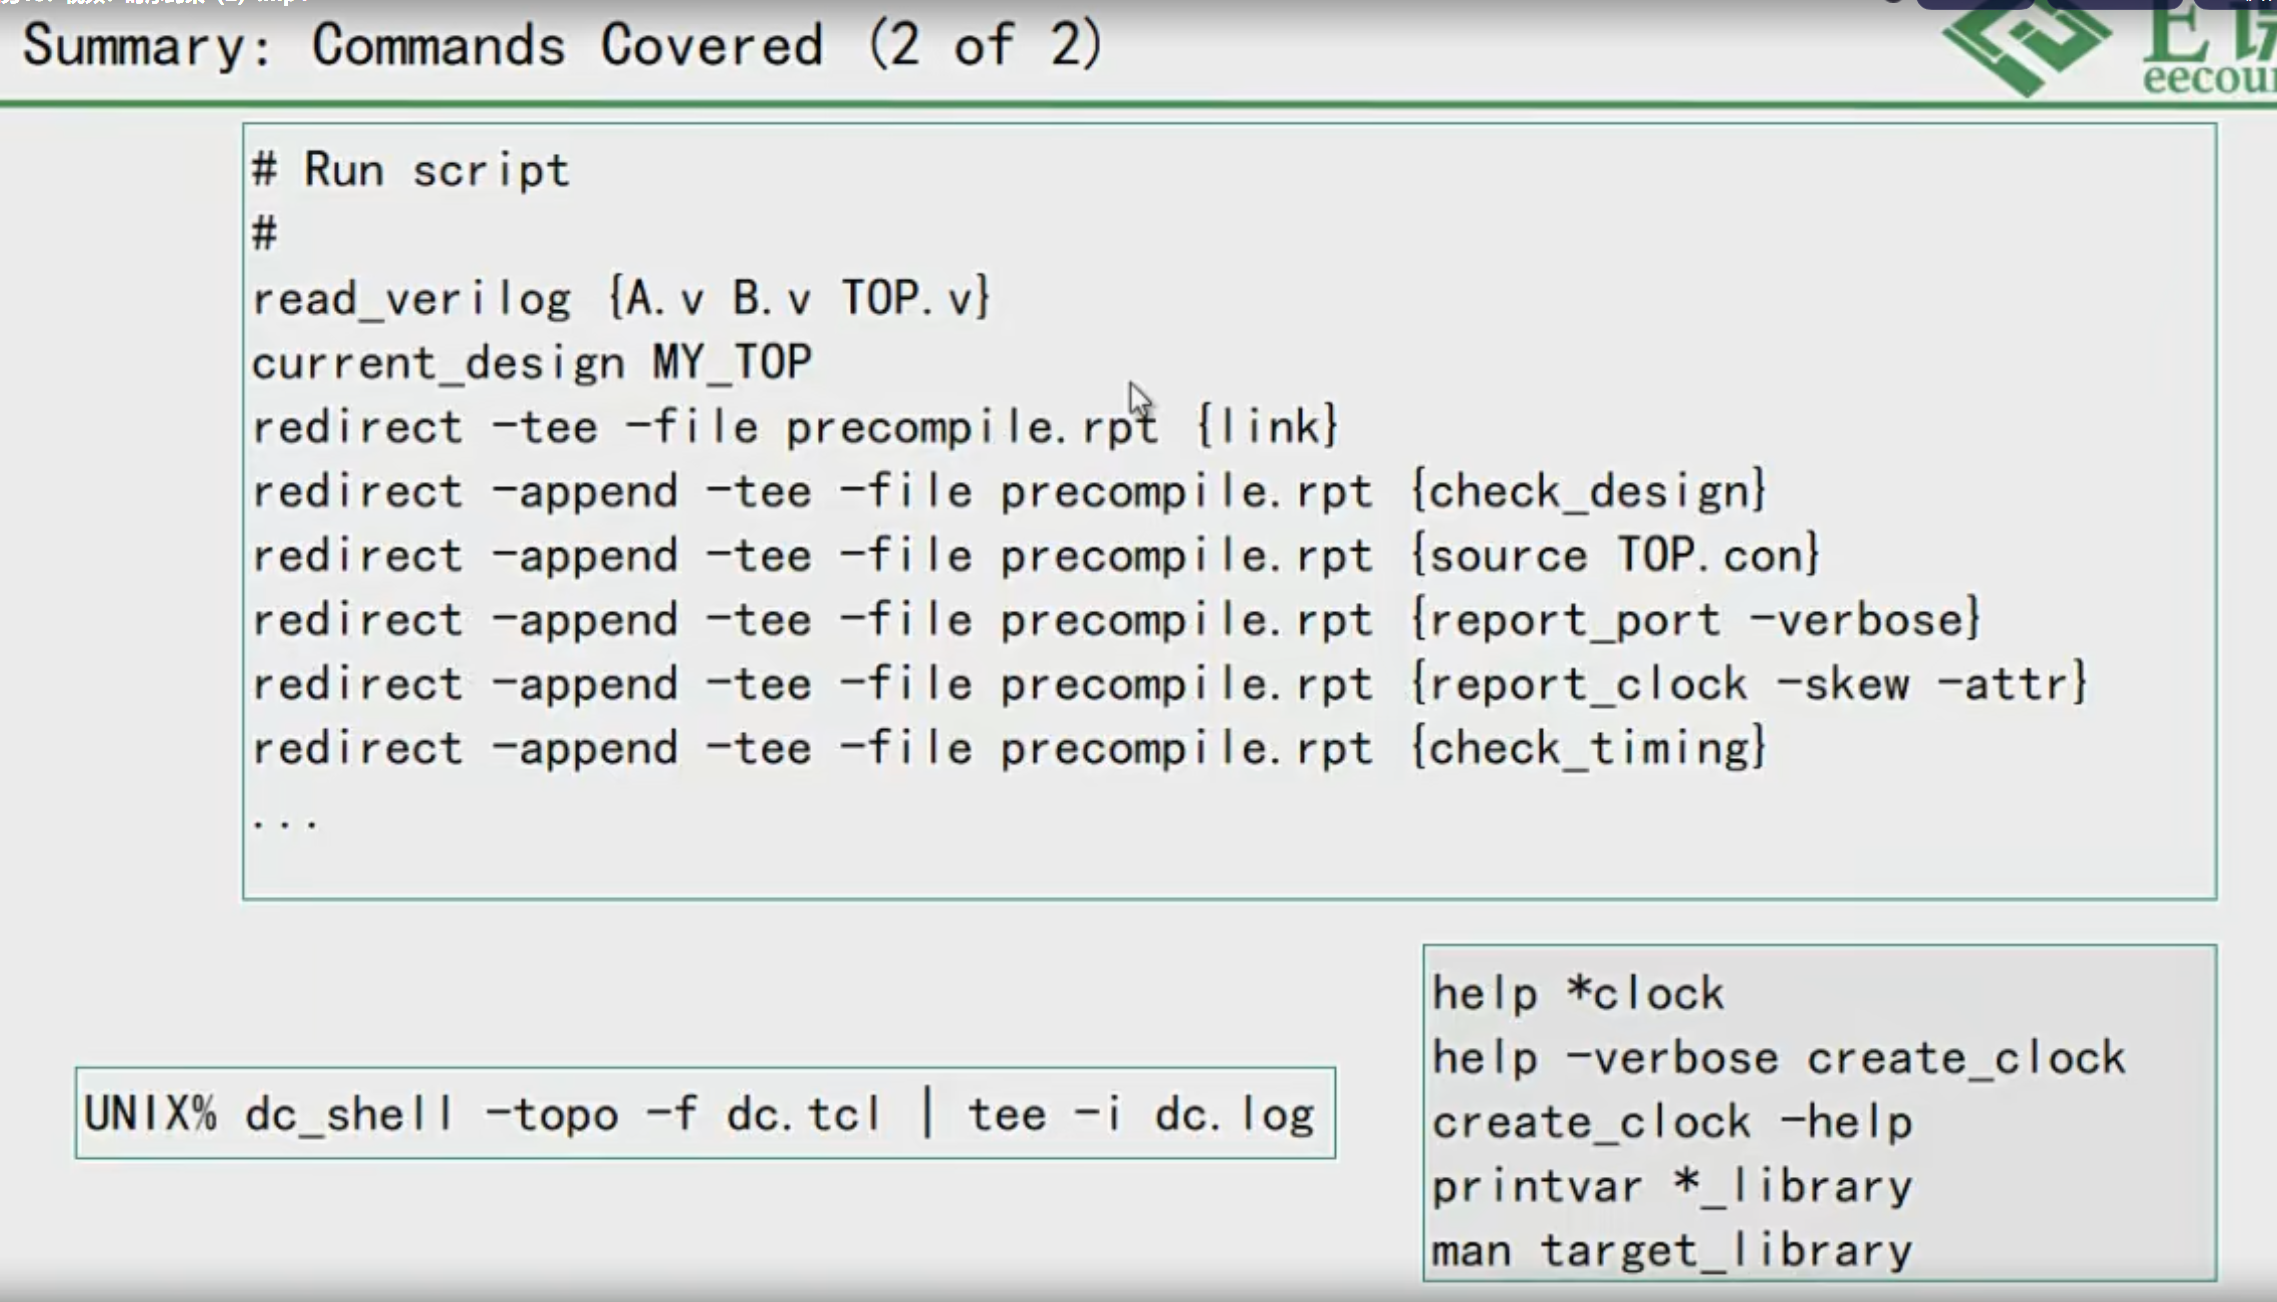 Summary: Commands Covered (2 of 2)
# Run script
#
read_verilog {A.v B.v TOP.v}
current_design MY_TOP
redirect -tee -file precompile.rpt {link}
redirect -append -tee -file precompile.rpt {check_design}
redirect -append -tee -file precompile.rpt {source TOP.con}
redirect -append -tee -file precompile.rpt {report_port -verbose}
redirect -append -tee -file precompile.rpt {report_clock -skew -attr}
redirect -append -tee -file precompile.rpt {check_timing}
...
UNIX% dc_shell -topo -f dc.tcl | tee -i dc.log
help *clock
help -verbose create_clock
create_clock -help
printvar *_library
man target_library